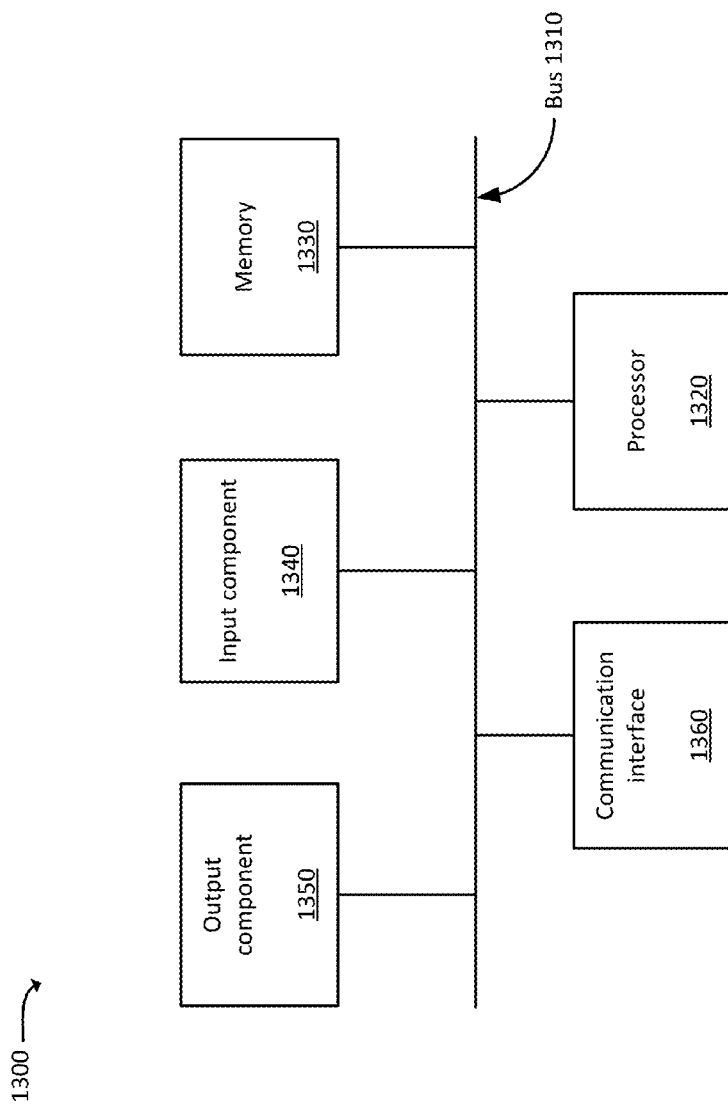 1300
Output
component
1350
Input component
1340
Memory
1330
Bus 1310
Communication
interface
1360
Processor
1320